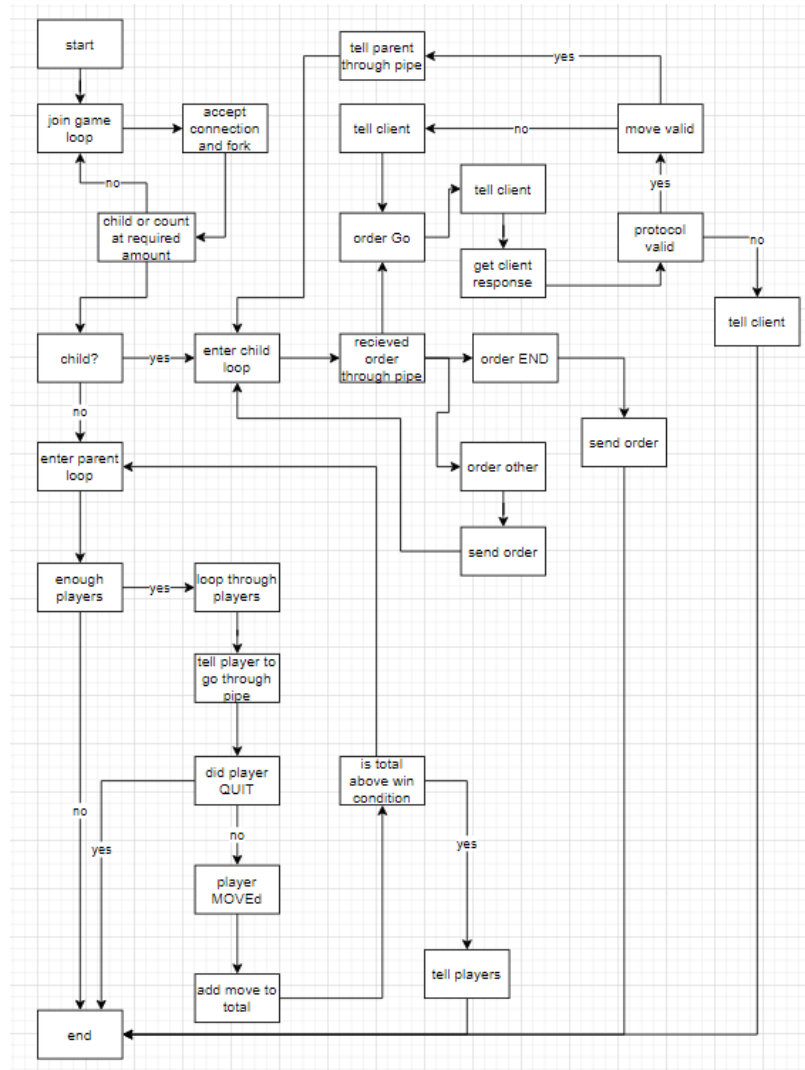 start
tell parent
through pipe
yes
join game
loop
accept
connection
and fork
tell client
no
move valid
no
yes
child or count
at required
amount
order Go
tell client
protocol
valid
no
get client
response
tell client
child?
yes
enter child
loop
recieved
order
through pipe
order END
no
send order
enter parent
loop
order other
send order
enough
players
yes
loop through
players
tell player to
go through
pipe
did player
QUIT
is total
above win
condition
no
yes
no
yes
player
MOVEd
add move to
total
tell players
end